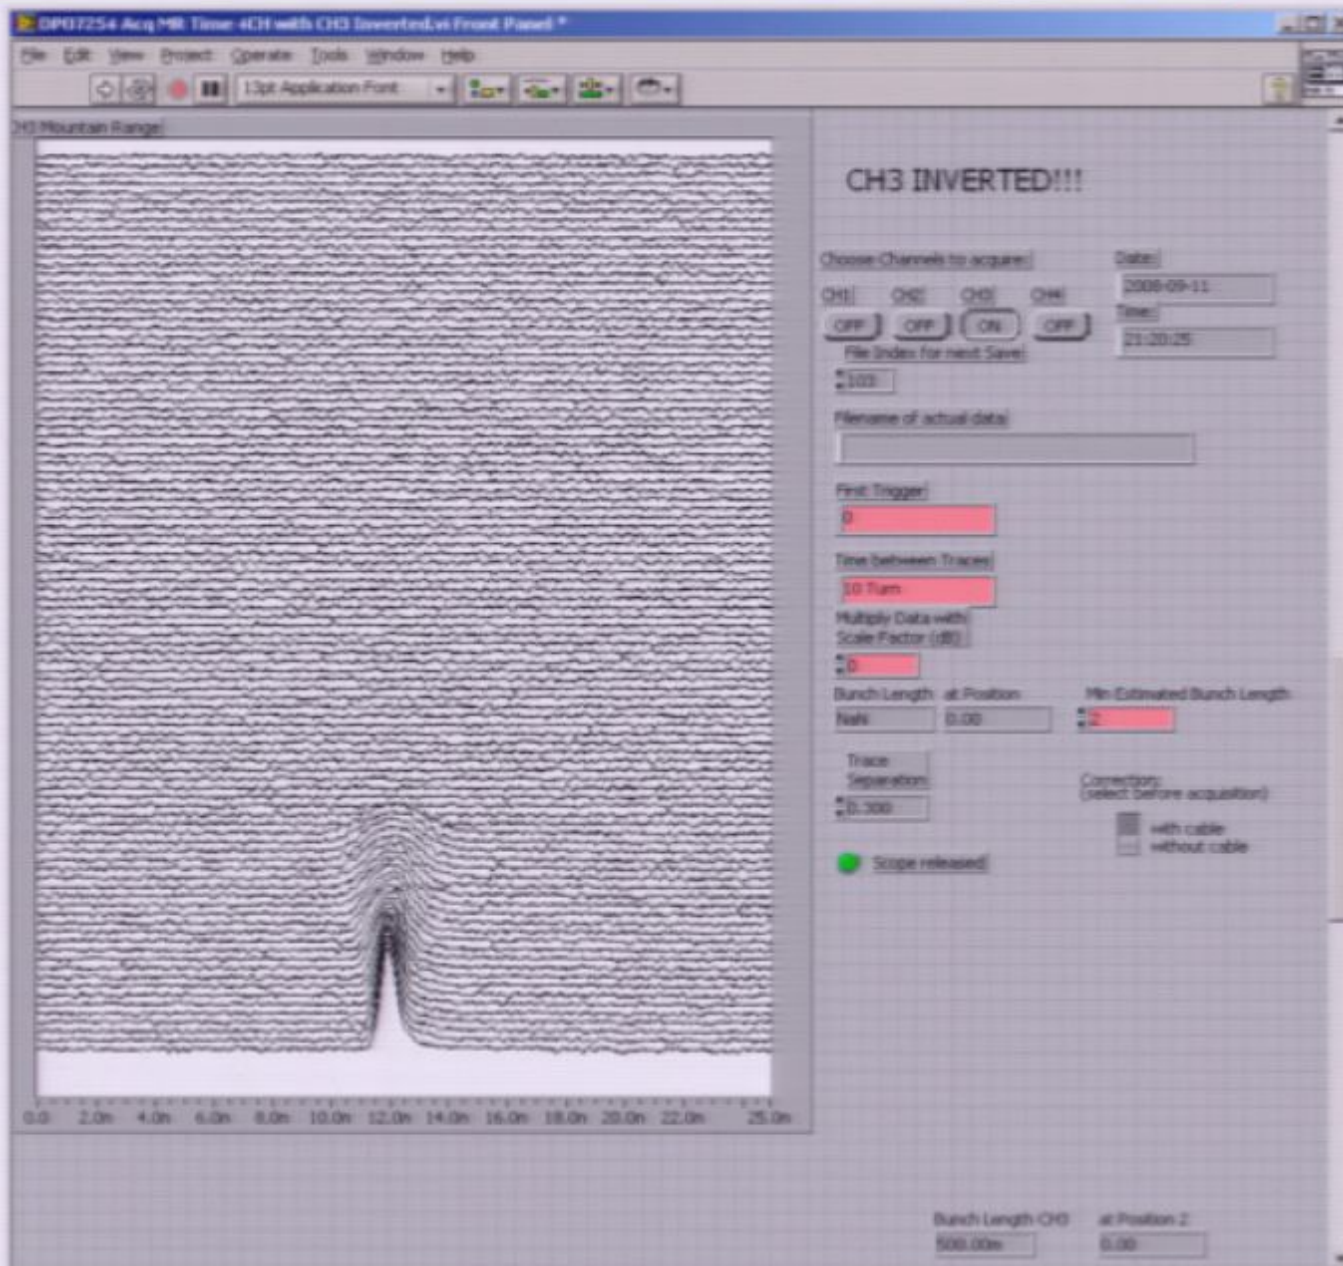 DPO7254 Acq MR Time 4CH with CH3 Inverted.vi Front Panel *
File Edit View Project Operate Tools Window Help
13pt Application Font
CH3 Mountain Range
CH3 INVERTED!!!
Choose Channels to acquire:
Date:
CH1 CH2 CH3 CH4
2008-09-11
Time:
OFF OFF ON OFF
21:20:25
File Index for next Save
103
Filename of actual data
First Trigger
0
Time between Traces
10 Turn
Multiply Data with
Scale Factor (dB)
0
Bunch Length at Position Min Estimated Bunch Length
NaN 0.00 2
Trace
Separation
0.300
Correction:
(select before acquisition)
with cable
without cable
Scope released
0.0 2.0n 4.0n 6.0n 8.0n 10.0n 12.0n 14.0n 16.0n 18.0n 20.0n 22.0n 25.0n
Bunch Length CH3 at Position 2
500.00m 0.00